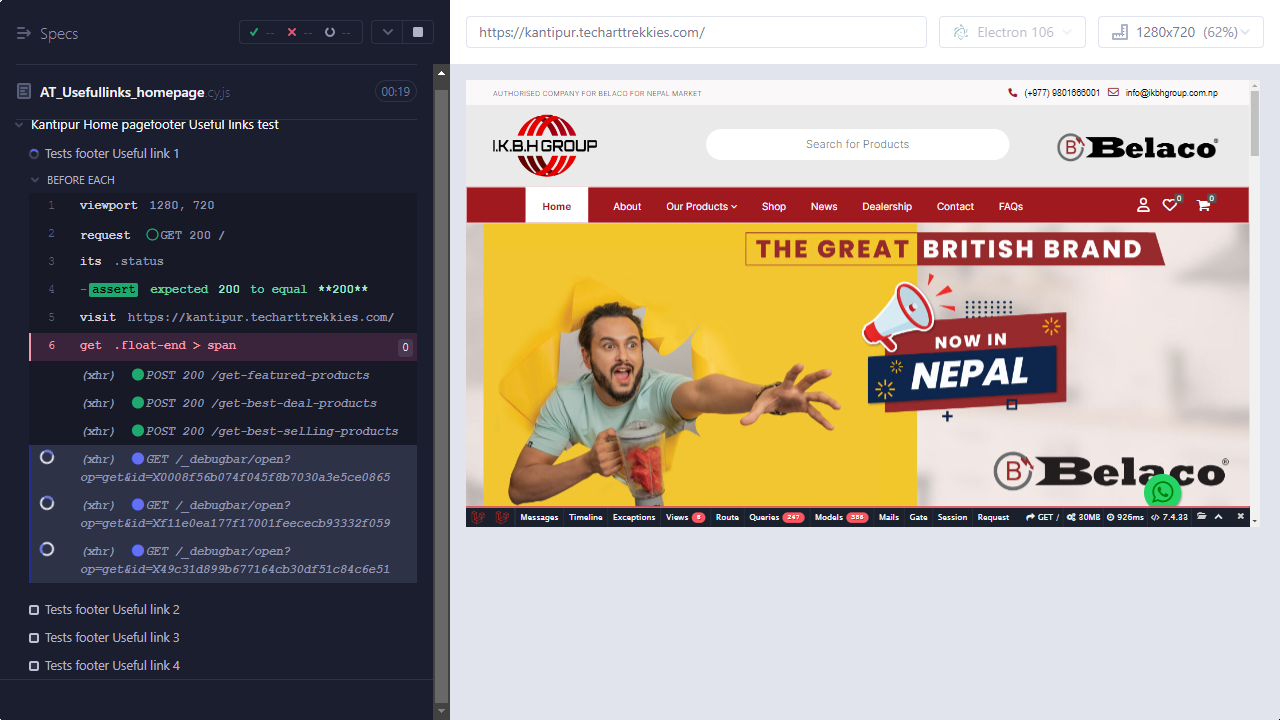 Specs
--
--
--
AT_Usefullinks_homepage.cy.js
00:19
Kantipur Home pagefooter Useful links test
Tests footer Useful link 1
BEFORE EACH
1 viewport 1280, 720
2 request GET 200 /
3 its .status
4 -assert expected 200 to equal **200**
5 visit https://kantipur.techarttrekkies.com/
6 get .float-end > span 0
(xhr) POST 200 /get-featured-products
(xhr) POST 200 /get-best-deal-products
(xhr) POST 200 /get-best-selling-products
(xhr) GET /_debugbar/open?
op=get&id=X0008f56b074f045f8b7030a3e5ce0865
(xhr) GET /_debugbar/open?
op=get&id=Xf11e0ea177f17001feececb93332f059
(xhr) GET /_debugbar/open?
op=get&id=X49c31d899b677164cb30df51c84c6e51
Tests footer Useful link 2
Tests footer Useful link 3
Tests footer Useful link 4
https://kantipur.techarttrekkies.com/
Electron 106
1280x720 (62%)
AUTHORISED COMPANY FOR BELACO FOR NEPAL MARKET
(+977) 9801666001
info@ikbhgroup.com.np
I.K.B.H GROUP
Search for Products
B Belaco®
Home About Our Products Shop News Dealership Contact FAQs 0 0
THE GREAT BRITISH BRAND
NOW IN
NEPAL
B Belaco®
Messages Timeline Exceptions Views 6 Route Queries 247 Models 386 Mails Gate Session Request GET / 30MB 926ms 7.4.33